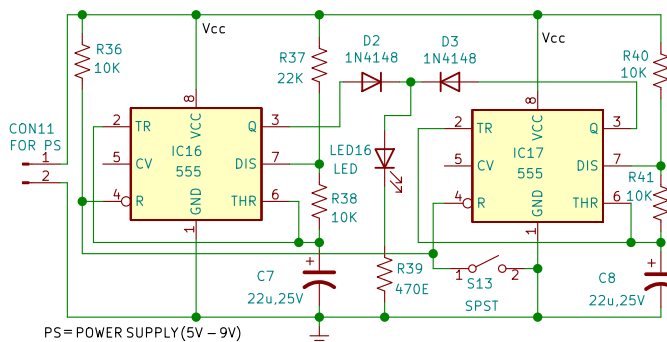 Vcc
R36
10K
R37
22K
D2
1N4148
D3
1N4148
Vcc
R40
10K
CON11
FOR PS
1
2
8
2 TR VCC Q 3
IC16
5 CV 555 DIS 7
4 R GND THR 6
1
LED16
LED
8
2 TR VCC Q 3
IC17
5 CV 555 DIS 7
4 R GND THR 6
1
R38
10K
R41
10K
C7
22u,25V
+
R39
470E
1 2
S13
SPST
+
C8
22u,25V
PS=POWER SUPPLY(5V – 9V)